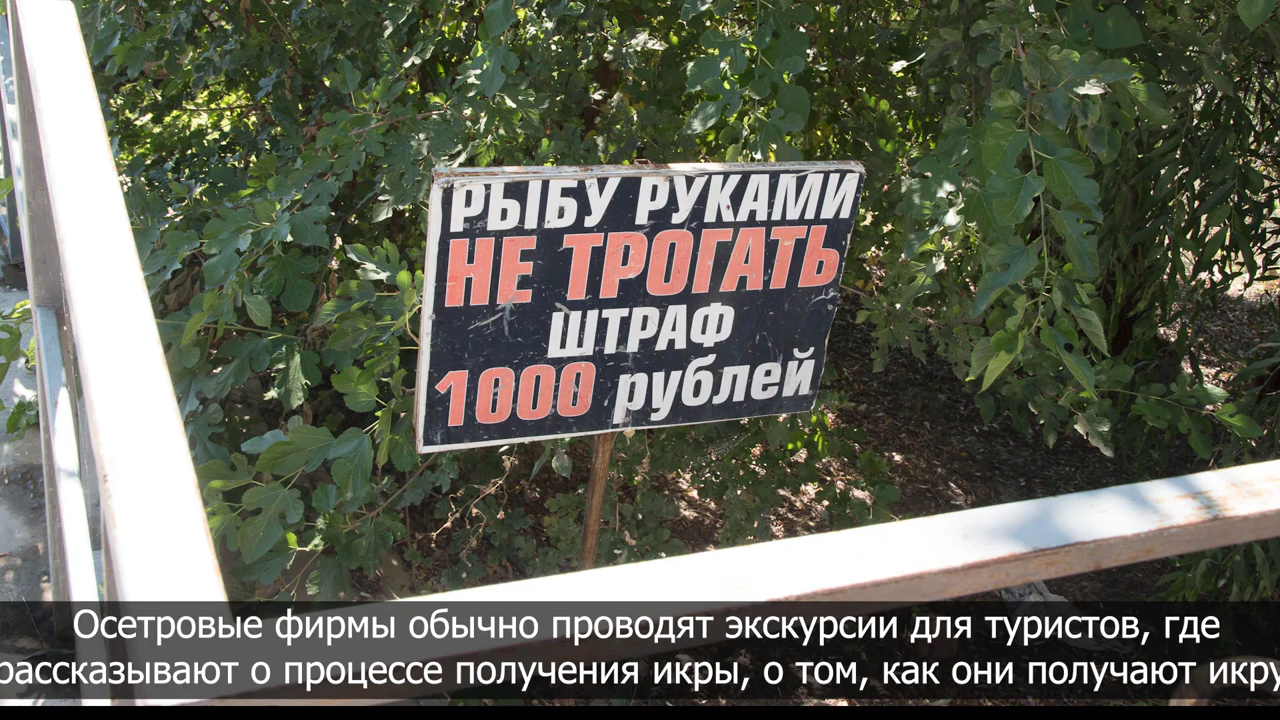 РЫБУ РУКАМИ
НЕ ТРОГАТЬ
ШТРАФ
1000 рублей
Осетровые фирмы обычно проводят экскурсии для туристов, где
рассказывают о процессе получения икры, о том, как они получают икру